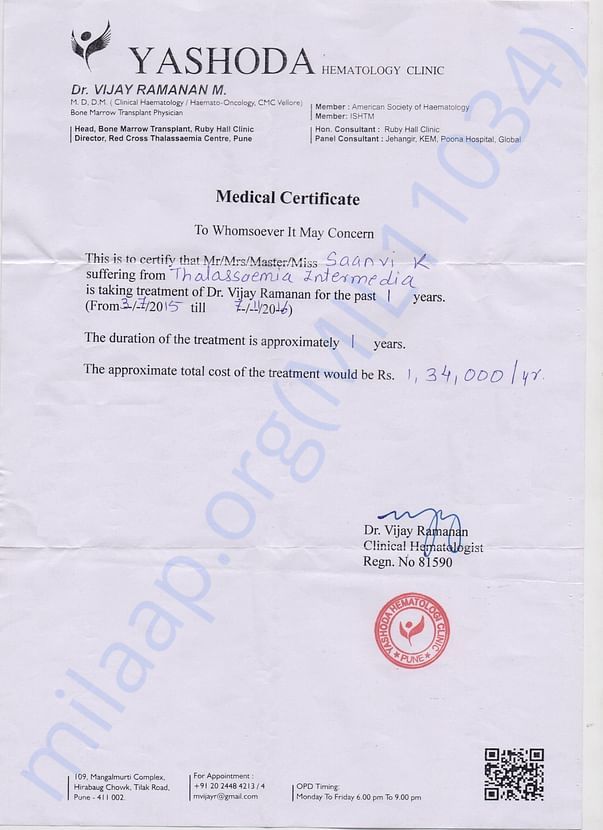 YASHODA HEMATOLOGY CLINIC
Dr. VIJAY RAMANAN M.
M. D, D.M. ( Clinical Haematology / Haemato-Oncology, CMC Vellore)
Bone Marrow Transplant Physician
Head, Bone Marrow Transplant, Ruby Hall Clinic
Director, Red Cross Thalassaemia Centre, Pune
Member : American Society of Haematology
Member: ISHTM
Hon. Consultant : Ruby Hall Clinic
Panel Consultant : Jehangir, KEM, Poona Hospital, Global
Medical Certificate
To Whomsoever It May Concern
This is to certify that Mr/Mrs/Master/Miss Saanvi K
suffering from Thalassaemia Intermedia
is taking treatment of Dr. Vijay Ramanan for the past 1 years.
(From 3/7/2015 till 7/11/2016)
The duration of the treatment is approximately 1 years.
The approximate total cost of the treatment would be Rs. 1,34,000/yr.
Dr. Vijay Ramanan
Clinical Hematologist
Regn. No 81590
YASHODA HEMATOLOGY CLINIC
★ PUNE ★
109, Mangalmurti Complex,
Hirabaug Chowk, Tilak Road,
Pune - 411 002.
For Appointment :
+91 20 2448 4213 / 4
mvijayr@gmail.com
OPD Timing:
Monday To Friday 6.00 pm To 9.00 pm
milaap.org(MIL11034)